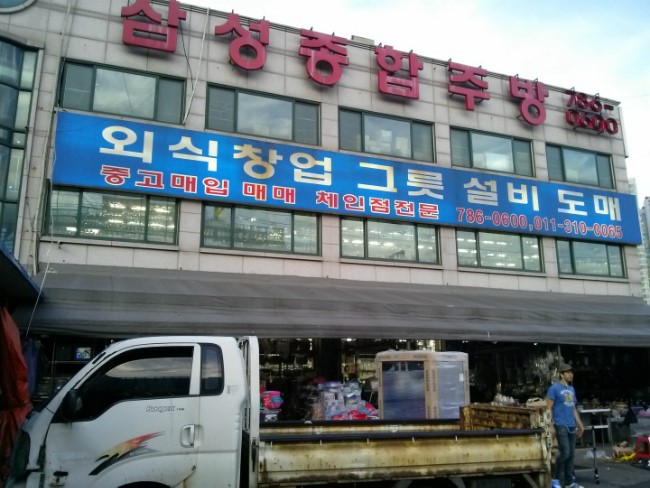 삼성종합주방 786-0600
외식창업 그릇 설비 도매
중고매입 매매 체인점전문 786-0600, 011-310-0065